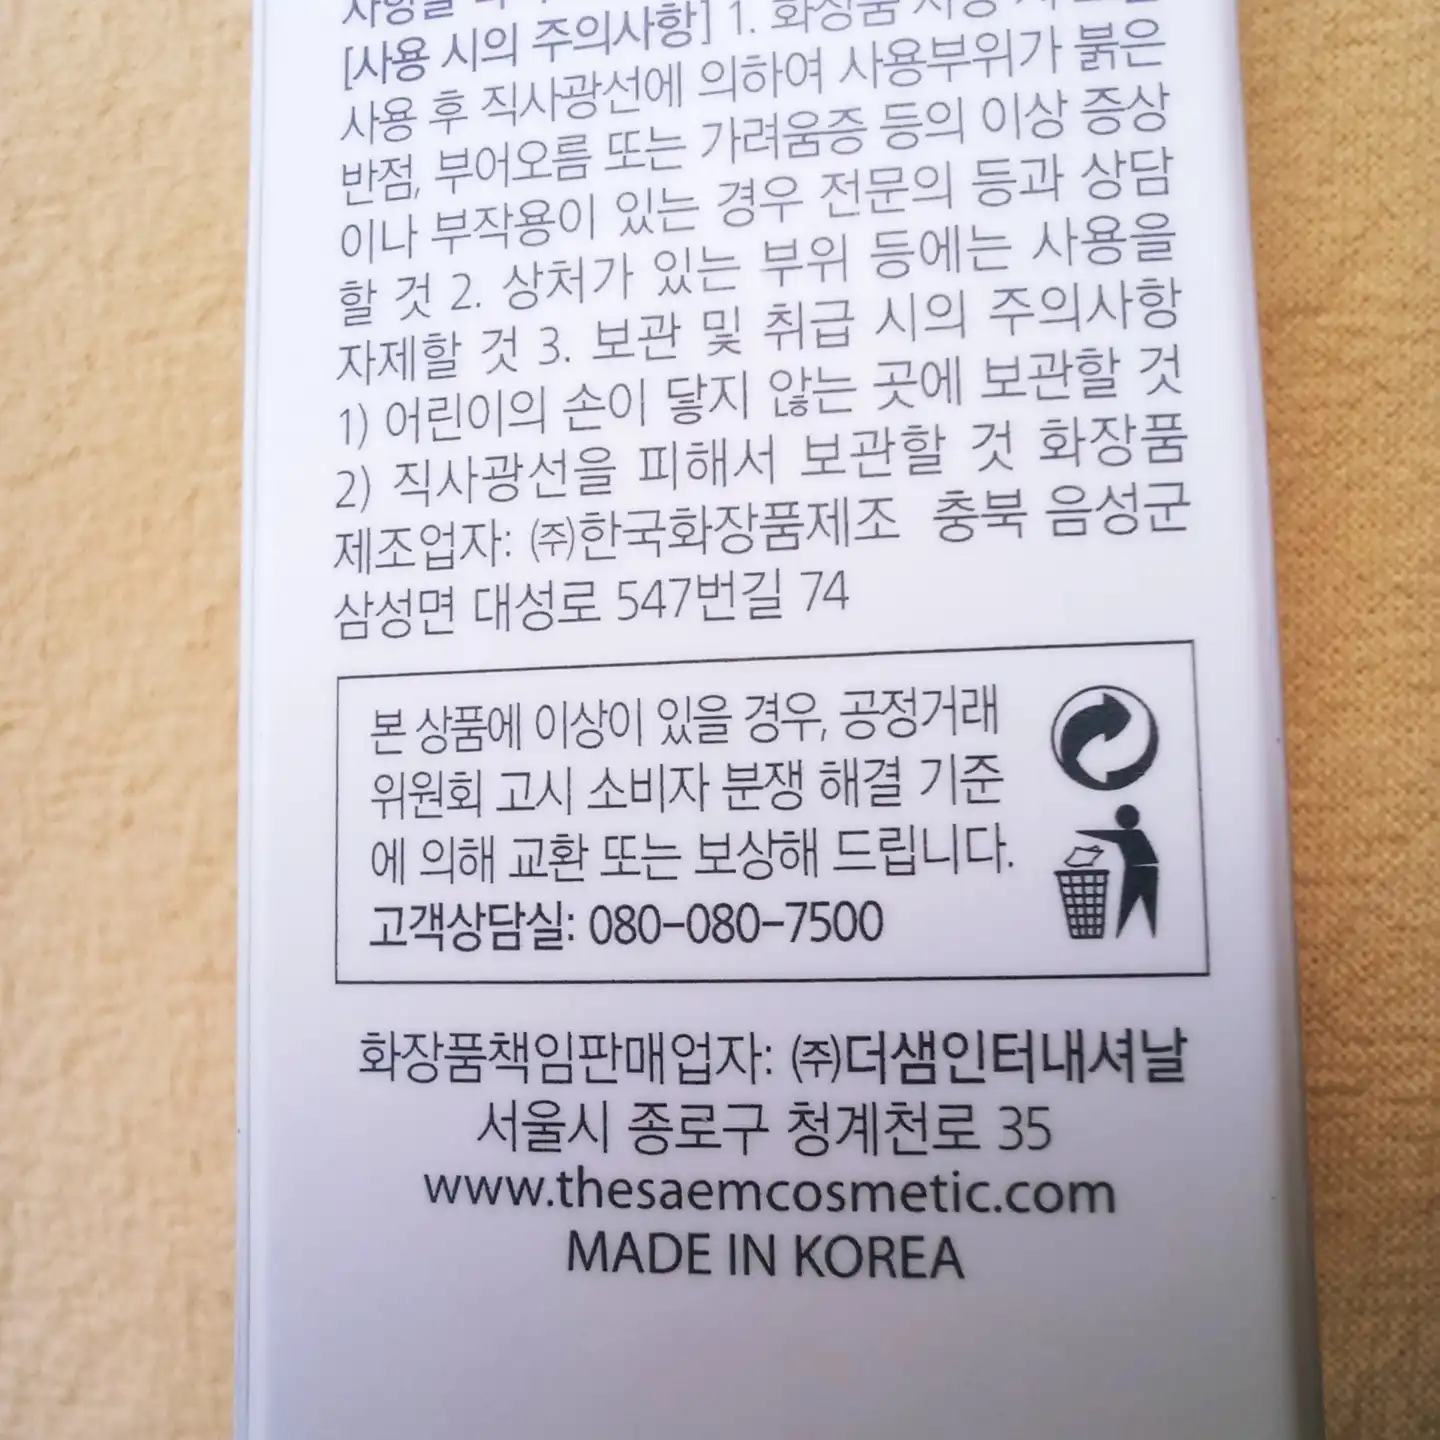 [사용 시의 주의사항] 1. 화장품 사용 시 또는
사용 후 직사광선에 의하여 사용부위가 붉은
반점, 부어오름 또는 가려움증 등의 이상 증상
이나 부작용이 있는 경우 전문의 등과 상담
할 것 2. 상처가 있는 부위 등에는 사용을
자제할 것 3. 보관 및 취급 시의 주의사항
1) 어린이의 손이 닿지 않는 곳에 보관할 것
2) 직사광선을 피해서 보관할 것 화장품
제조업자: ㈜한국화장품제조 충북 음성군
삼성면 대성로 547번길 74
본 상품에 이상이 있을 경우, 공정거래
위원회 고시 소비자 분쟁 해결 기준
에 의해 교환 또는 보상해 드립니다.
고객상담실: 080-080-7500
화장품책임판매업자: ㈜더샘인터내셔날
서울시 종로구 청계천로 35
www.thesaemcosmetic.com
MADE IN KOREA